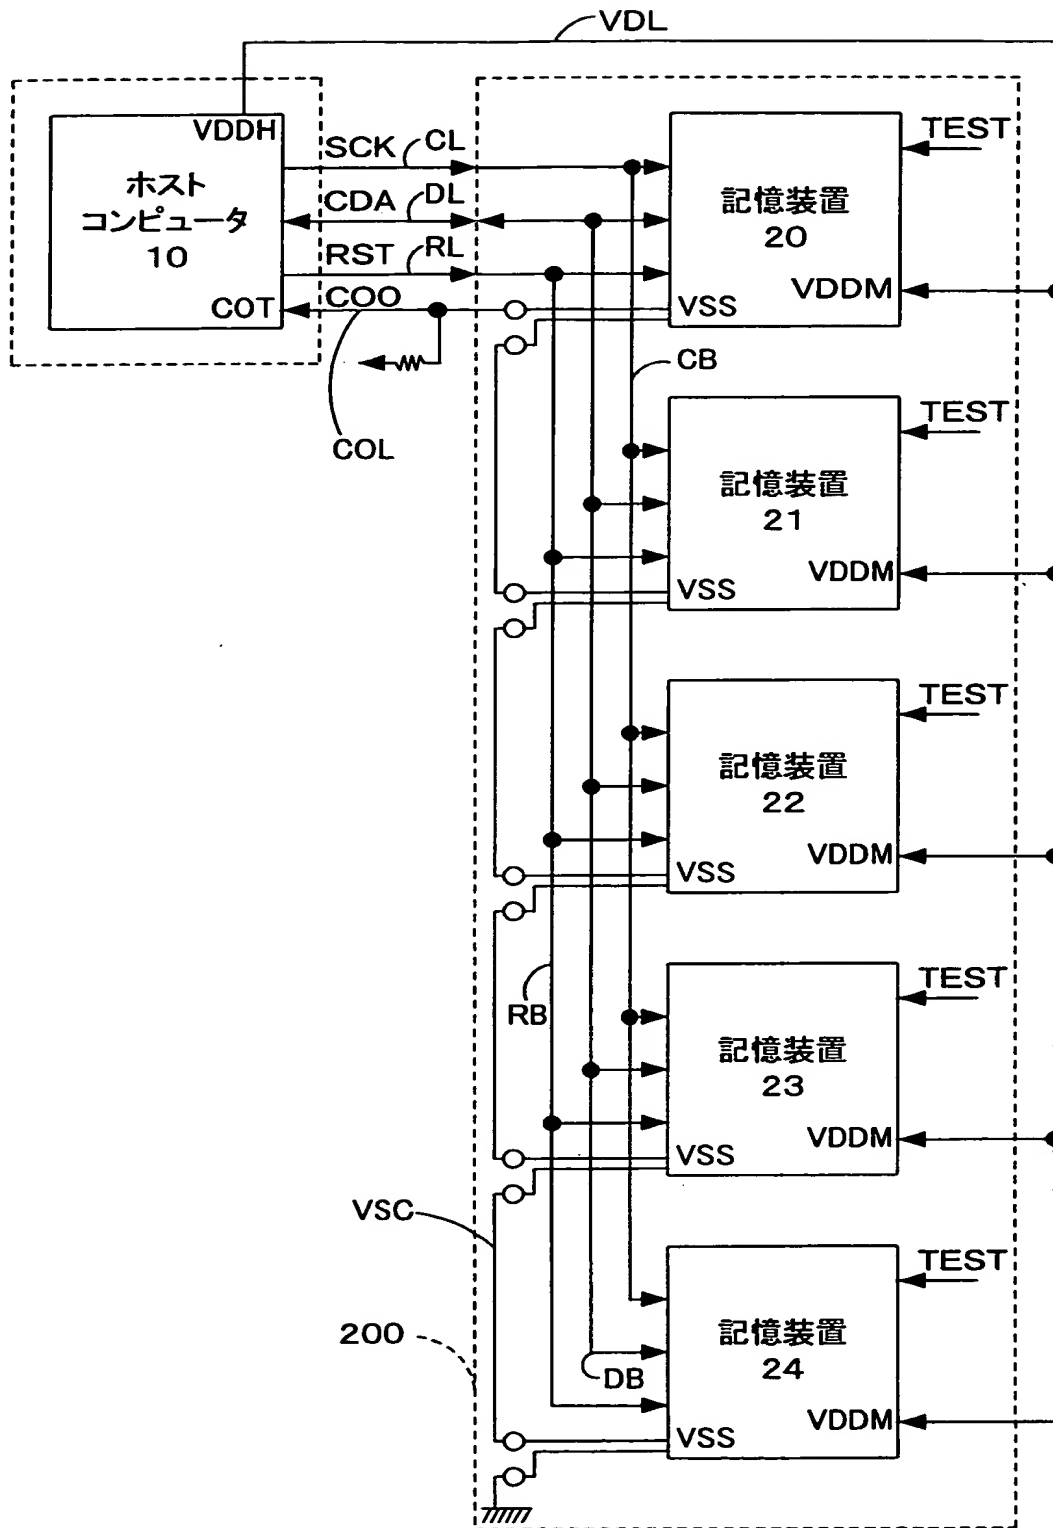 VDL
VDDH
ホスト
コンピュータ
10
COT
SCK
CL
CDA
DL
RST
RL
COO
COL
TEST
記憶装置
20
VDDM
VSS
CB
TEST
記憶装置
21
VDDM
VSS
TEST
記憶装置
22
VDDM
VSS
RB
TEST
記憶装置
23
VDDM
VSS
VSC
200
DB
TEST
記憶装置
24
VDDM
VSS